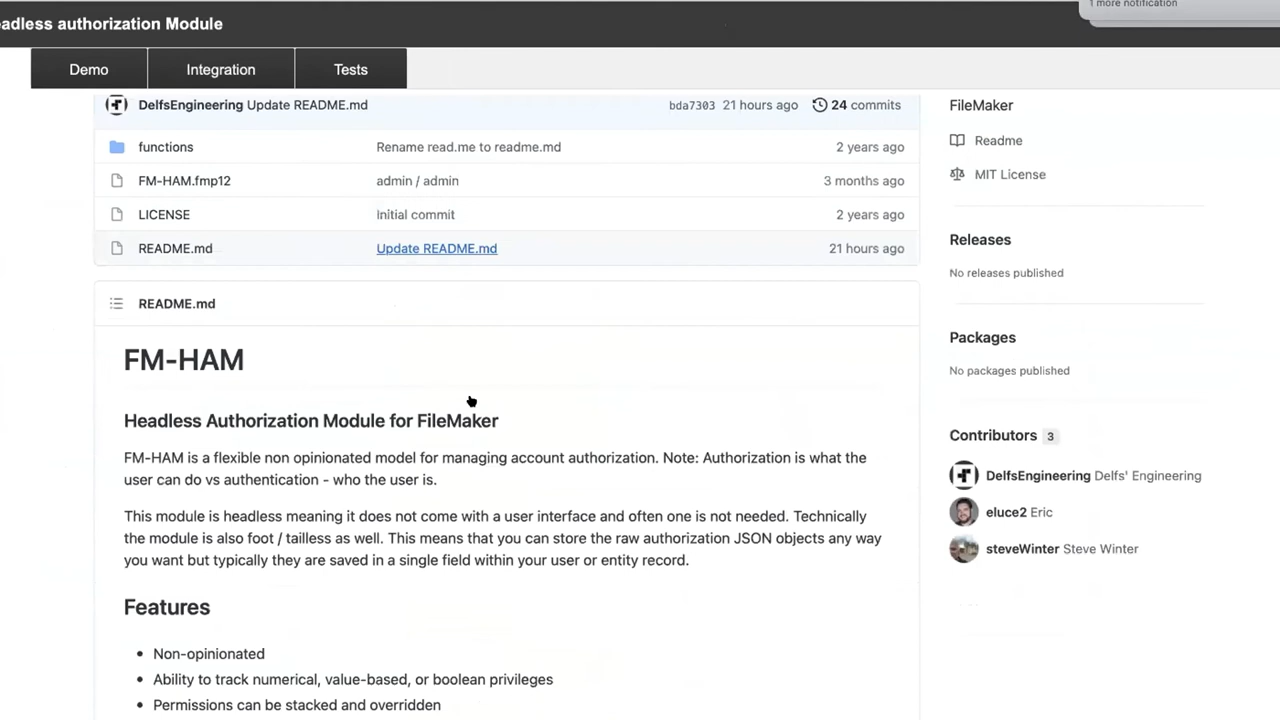 1 more notification
eadless authorization Module
Demo
Integration
Tests
DelfsEngineering Update README.md
bda7303 21 hours ago
24 commits
functions
Rename read.me to readme.md
2 years ago
FM-HAM.fmp12
admin / admin
3 months ago
LICENSE
Initial commit
2 years ago
README.md
Update README.md
21 hours ago
README.md
FM-HAM
Headless Authorization Module for FileMaker
FM-HAM is a flexible non opinionated model for managing account authorization. Note: Authorization is what the
user can do vs authentication - who the user is.
This module is headless meaning it does not come with a user interface and often one is not needed. Technically
the module is also foot / tailless as well. This means that you can store the raw authorization JSON objects any way
you want but typically they are saved in a single field within your user or entity record.
Features
• Non-opinionated
• Ability to track numerical, value-based, or boolean privileges
• Permissions can be stacked and overridden
FileMaker
Readme
MIT License
Releases
No releases published
Packages
No packages published
Contributors 3
DelfsEngineering Delfs' Engineering
eluce2 Eric
steveWinter Steve Winter